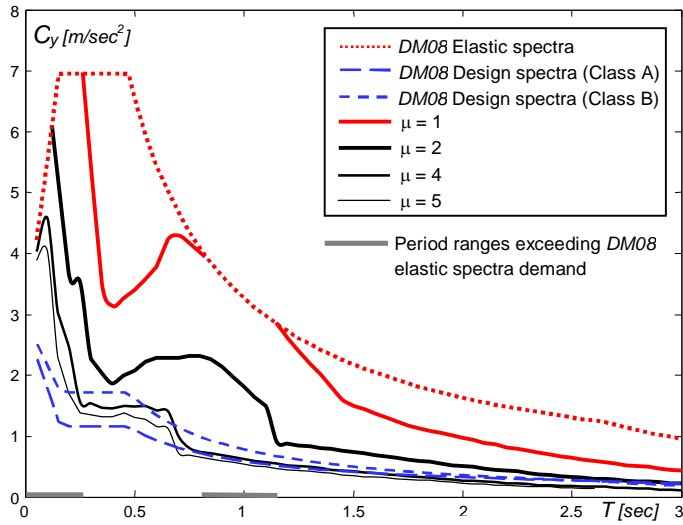 C_y [m/sec²]
8
7
6
5
4
3
2
1
0
DM08 Elastic spectra
DM08 Design spectra (Class A)
DM08 Design spectra (Class B)
μ = 1
μ = 2
μ = 4
μ = 5
Period ranges exceeding DM08
elastic spectra demand
T [sec]
0 0.5 1 1.5 2 2.5 3